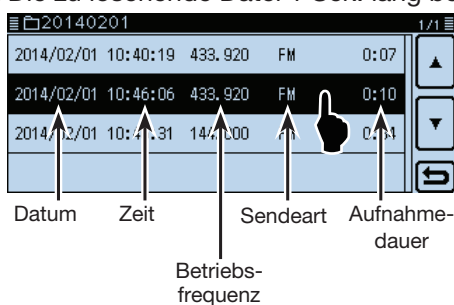 Die zu löschende Datei 1 Sek. lang be
20140201 1/1
2014/02/01 10:40:19 433.920 FM 0:07
2014/02/01 10:46:06 433.920 FM 0:10
Datum Zeit Sendeart Aufnahme-
dauer
Betriebs-
frequenz